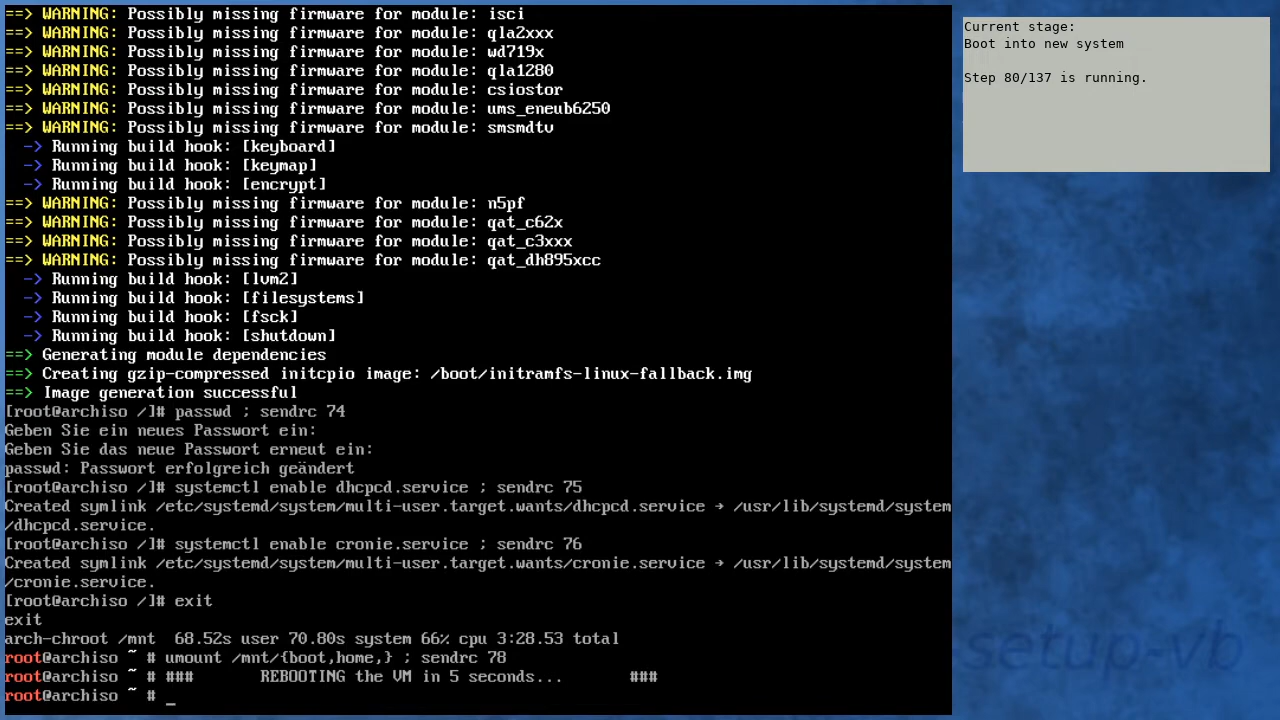 ==> WARNING: Possibly missing firmware for module: isci
==> WARNING: Possibly missing firmware for module: qla2xxx
==> WARNING: Possibly missing firmware for module: wd719x
==> WARNING: Possibly missing firmware for module: qla1280
==> WARNING: Possibly missing firmware for module: csiostor
==> WARNING: Possibly missing firmware for module: ums_eneub6250
==> WARNING: Possibly missing firmware for module: smsmdtv
-> Running build hook: [keyboard]
-> Running build hook: [keymap]
-> Running build hook: [encrypt]
==> WARNING: Possibly missing firmware for module: n5pf
==> WARNING: Possibly missing firmware for module: qat_c62x
==> WARNING: Possibly missing firmware for module: qat_c3xxx
==> WARNING: Possibly missing firmware for module: qat_dh895xcc
-> Running build hook: [lvm2]
-> Running build hook: [filesystems]
-> Running build hook: [fsck]
-> Running build hook: [shutdown]
==> Generating module dependencies
==> Creating gzip-compressed initcpio image: /boot/initramfs-linux-fallback.img
==> Image generation successful
[root@archiso /]# passwd ; sendrc 74
Geben Sie ein neues Passwort ein:
Geben Sie das neue Passwort erneut ein:
passwd: Passwort erfolgreich geändert
[root@archiso /]# systemctl enable dhcpcd.service ; sendrc 75
Created symlink /etc/systemd/system/multi-user.target.wants/dhcpcd.service → /usr/lib/systemd/system
/dhcpcd.service.
[root@archiso /]# systemctl enable cronie.service ; sendrc 76
Created symlink /etc/systemd/system/multi-user.target.wants/cronie.service → /usr/lib/systemd/system
/cronie.service.
[root@archiso /]# exit
exit
arch-chroot /mnt  68.52s user 70.80s system 66% cpu 3:28.53 total
root@archiso ~ # umount /mnt/{boot,home,} ; sendrc 78
root@archiso ~ # ###       REBOOTING the VM in 5 seconds...       ###
root@archiso ~ # _
Current stage:
Boot into new system
Step 80/137 is running.
setup-vb